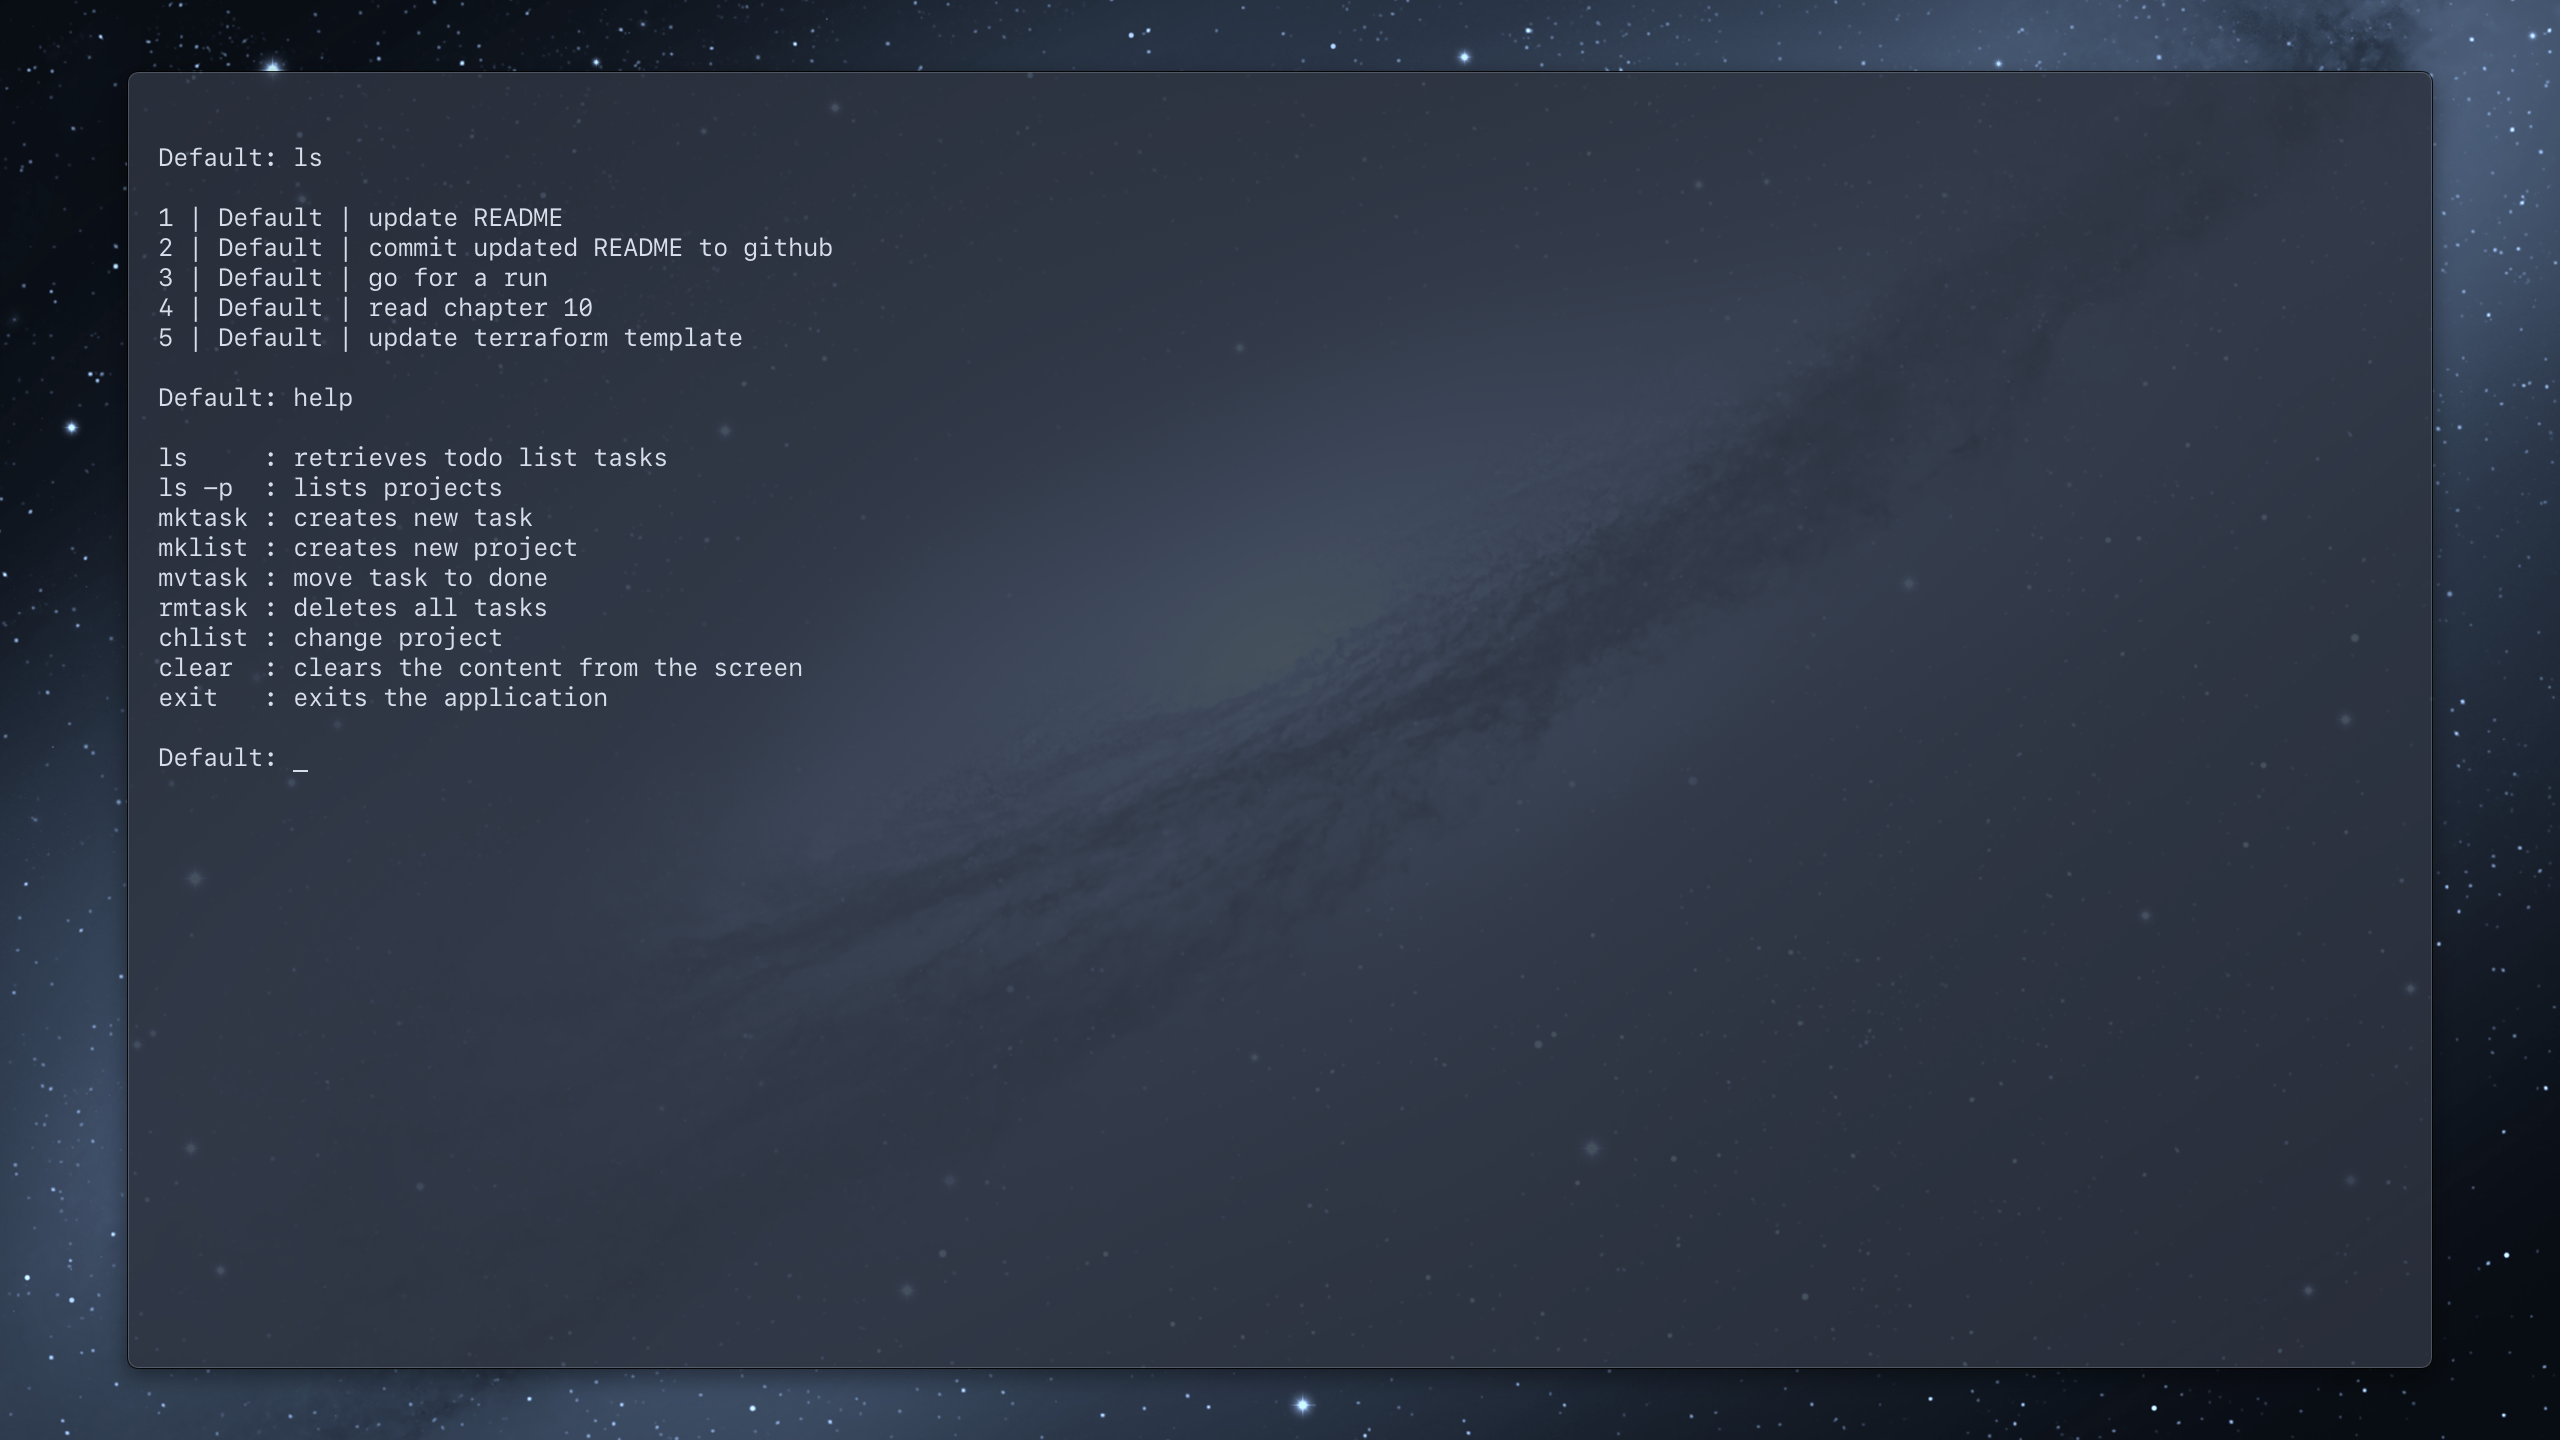 Default: ls
1 | Default | update README
2 | Default | commit updated README to github
3 | Default | go for a run
4 | Default | read chapter 10
5 | Default | update terraform template
Default: help
ls     : retrieves todo list tasks
ls -p  : lists projects
mktask : creates new task
mklist : creates new project
mvtask : move task to done
rmtask : deletes all tasks
chlist : change project
clear  : clears the content from the screen
exit   : exits the application
Default: _